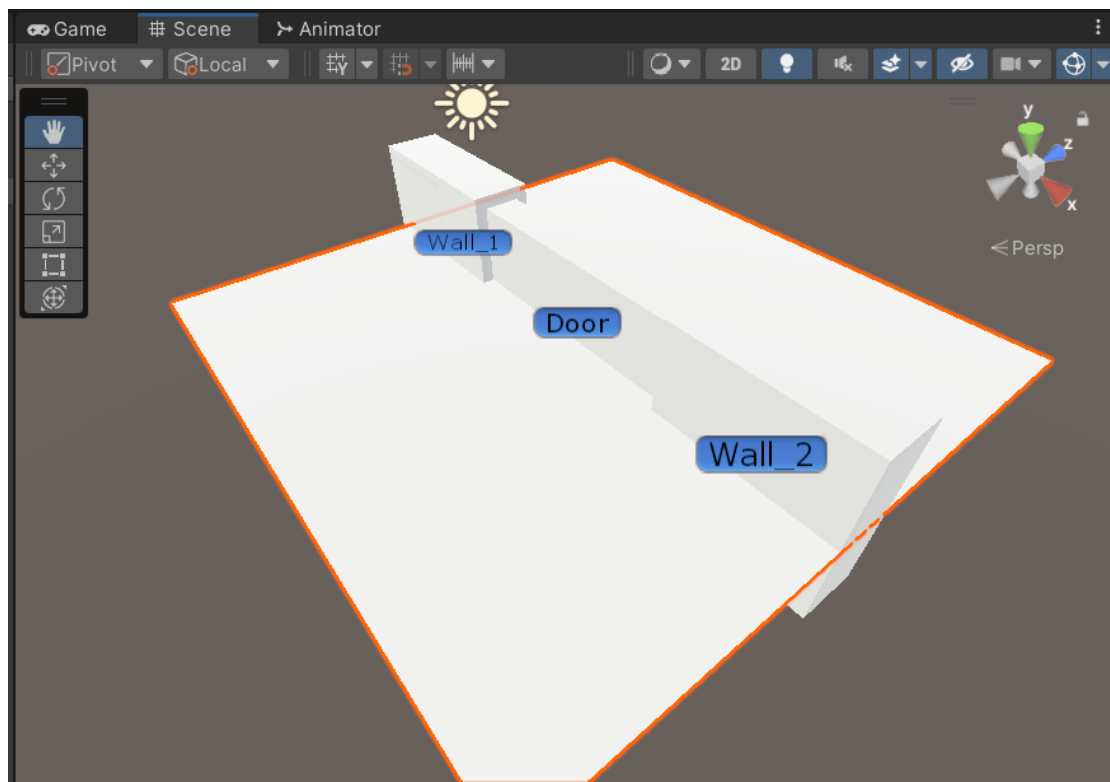 Game Scene Animator
Pivot Local 2D
y
z
x
Persp
Wall_1
Door
Wall_2